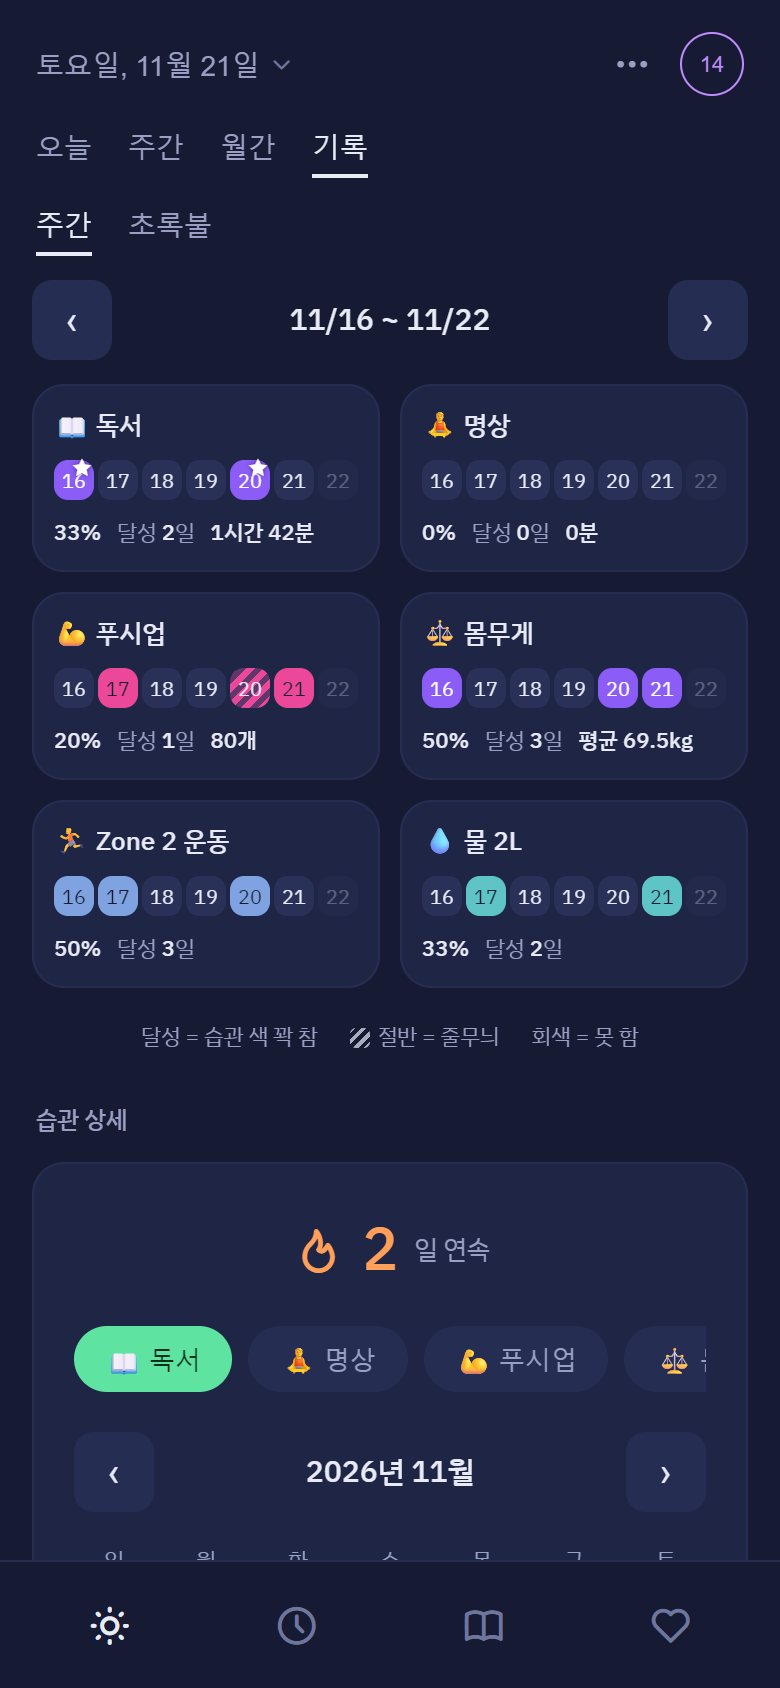 토요일, 11월 21일
14
오늘 주간 월간 기록
주간 초록불
11/16 ~ 11/22
독서
16 17 18 19 20 21 22
33% 달성 2일 1시간 42분
명상
16 17 18 19 20 21 22
0% 달성 0일 0분
푸시업
16 17 18 19 20 21 22
20% 달성 1일 80개
몸무게
16 17 18 19 20 21 22
50% 달성 3일 평균 69.5kg
Zone 2 운동
16 17 18 19 20 21 22
50% 달성 3일
물 2L
16 17 18 19 20 21 22
33% 달성 2일
달성 = 습관 색 꽉 참 절반 = 줄무늬 회색 = 못 함
습관 상세
2 일 연속
독서 명상 푸시업
2026년 11월